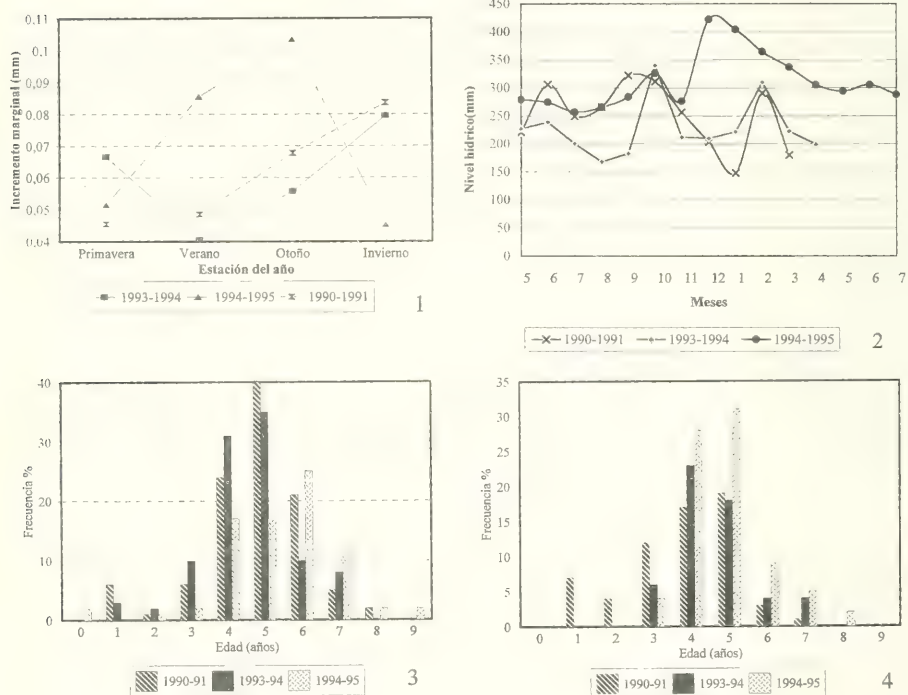 0,11
0,1
0,09
0,08
0,07
0,06
0,05
0,04
Incremento marginal (mm)
Primavera Verano Otoño Invierno
Estación del año
1993-1994 1994-1995 1990-1991
1
450
400
350
300
250
200
150
100
50
0
Nivel hídrico(mm)
5 6 7 8 9 10 11 12 1 2 3 4 5 6 7
Meses
1990-1991 1993-1994 1994-1995
2
40
30
20
10
0
Frecuencia %
0 1 2 3 4 5 6 7 8 9
Edad (años)
1990-91 1993-94 1994-95
3
35
30
25
20
15
10
5
0
Frecuencia %
0 1 2 3 4 5 6 7 8 9
Edad (años)
1990-91 1993-94 1994-95
4